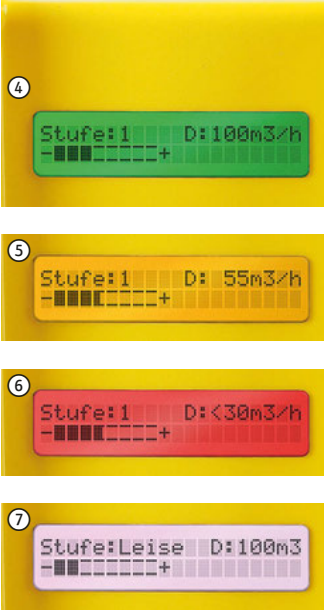 ④
Stufe:1 D:100m3/h
-■■■□□□□□+
⑤
Stufe:1 D: 55m3/h
-■■■▌□□□□+
⑥
Stufe:1 D:<30m3/h
-■■■■□□□□+
⑦
Stufe:Leise D:100m3
-■■□□□□□□+